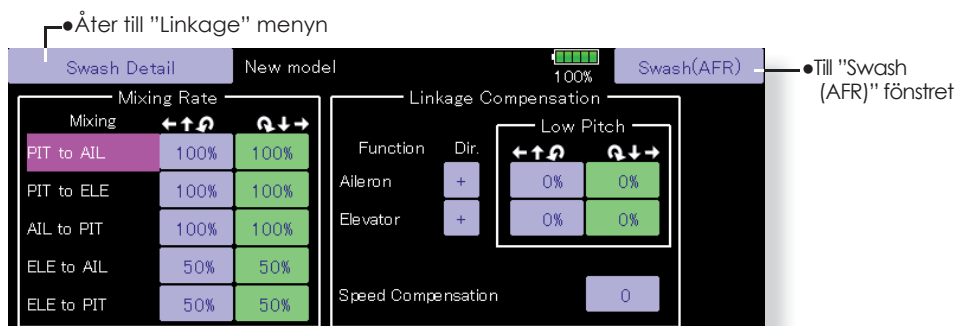 ●Åter till ”Linkage” menyn
Swash Detail New model 100% Swash(AFR)
●Till ”Swash
(AFR)” fönstret
Mixing Rate
Mixing ←↑↶ ↷↓→
PIT to AIL 100% 100%
PIT to ELE 100% 100%
AIL to PIT 100% 100%
ELE to AIL 50% 50%
ELE to PIT 50% 50%
Linkage Compensation
Low Pitch
Function Dir. ←↑↶ ↷↓→
Aileron + 0% 0%
Elevator + 0% 0%
Speed Compensation 0